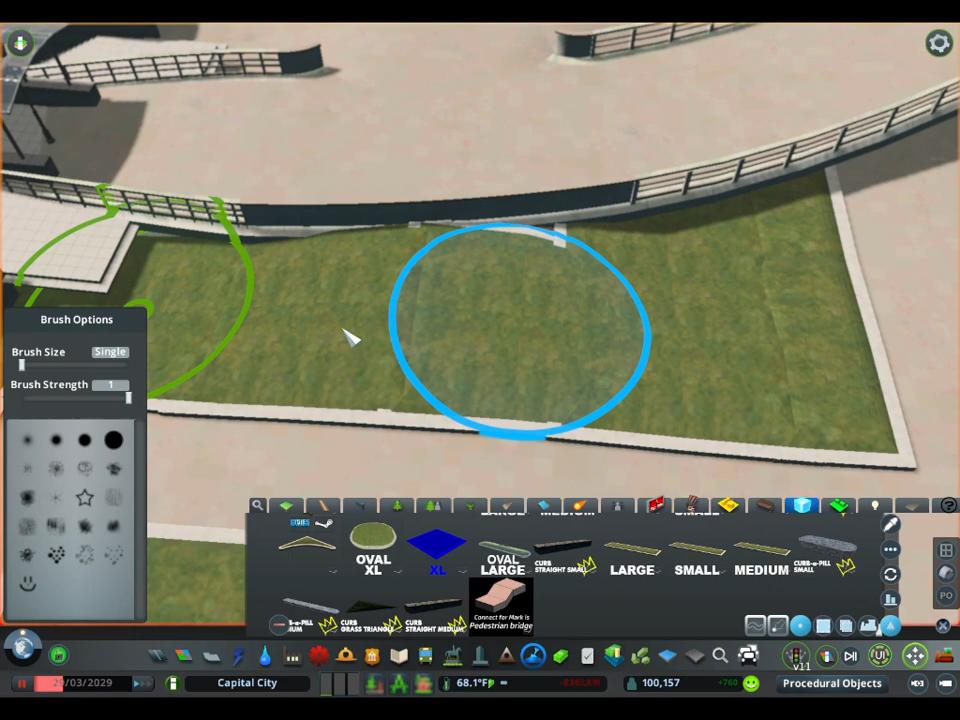 Brush Options
Brush Size Single
Brush Strength 1
OVAL
XL
XL
OVAL
LARGE
CURB
STRAIGHT SMALL
LARGE
SMALL
MEDIUM
CURB-a-PILL
SMALL
CURB
GRASS TRIANGLE
CURB
STRAIGHT MEDIUM
Connect for Mark is
Pedestrian bridge
PO
v11
/03/2029
Capital City
68.1°F
100,157
+760
Procedural Objects